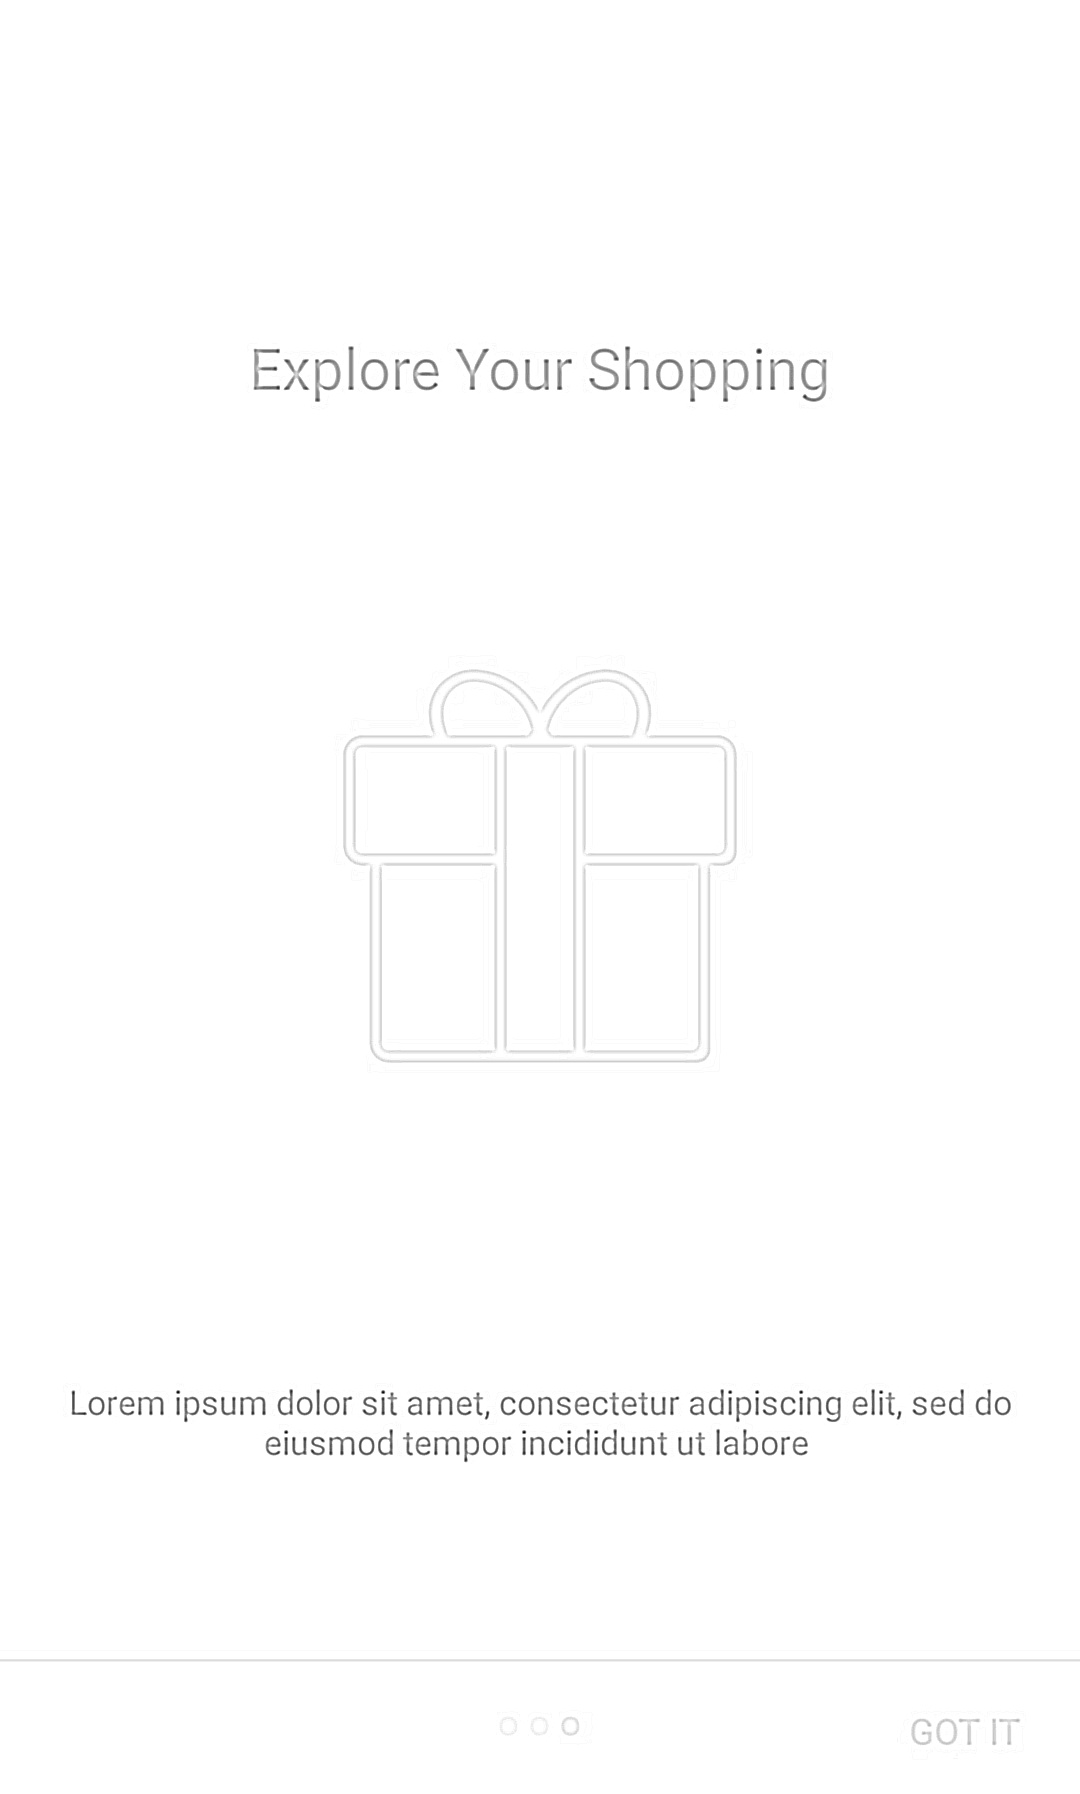 Explore Your Shopping
Lorem ipsum dolor sit amet, consectetur adipiscing elit, sed do
eiusmod tempor incididunt ut labore
GOT IT